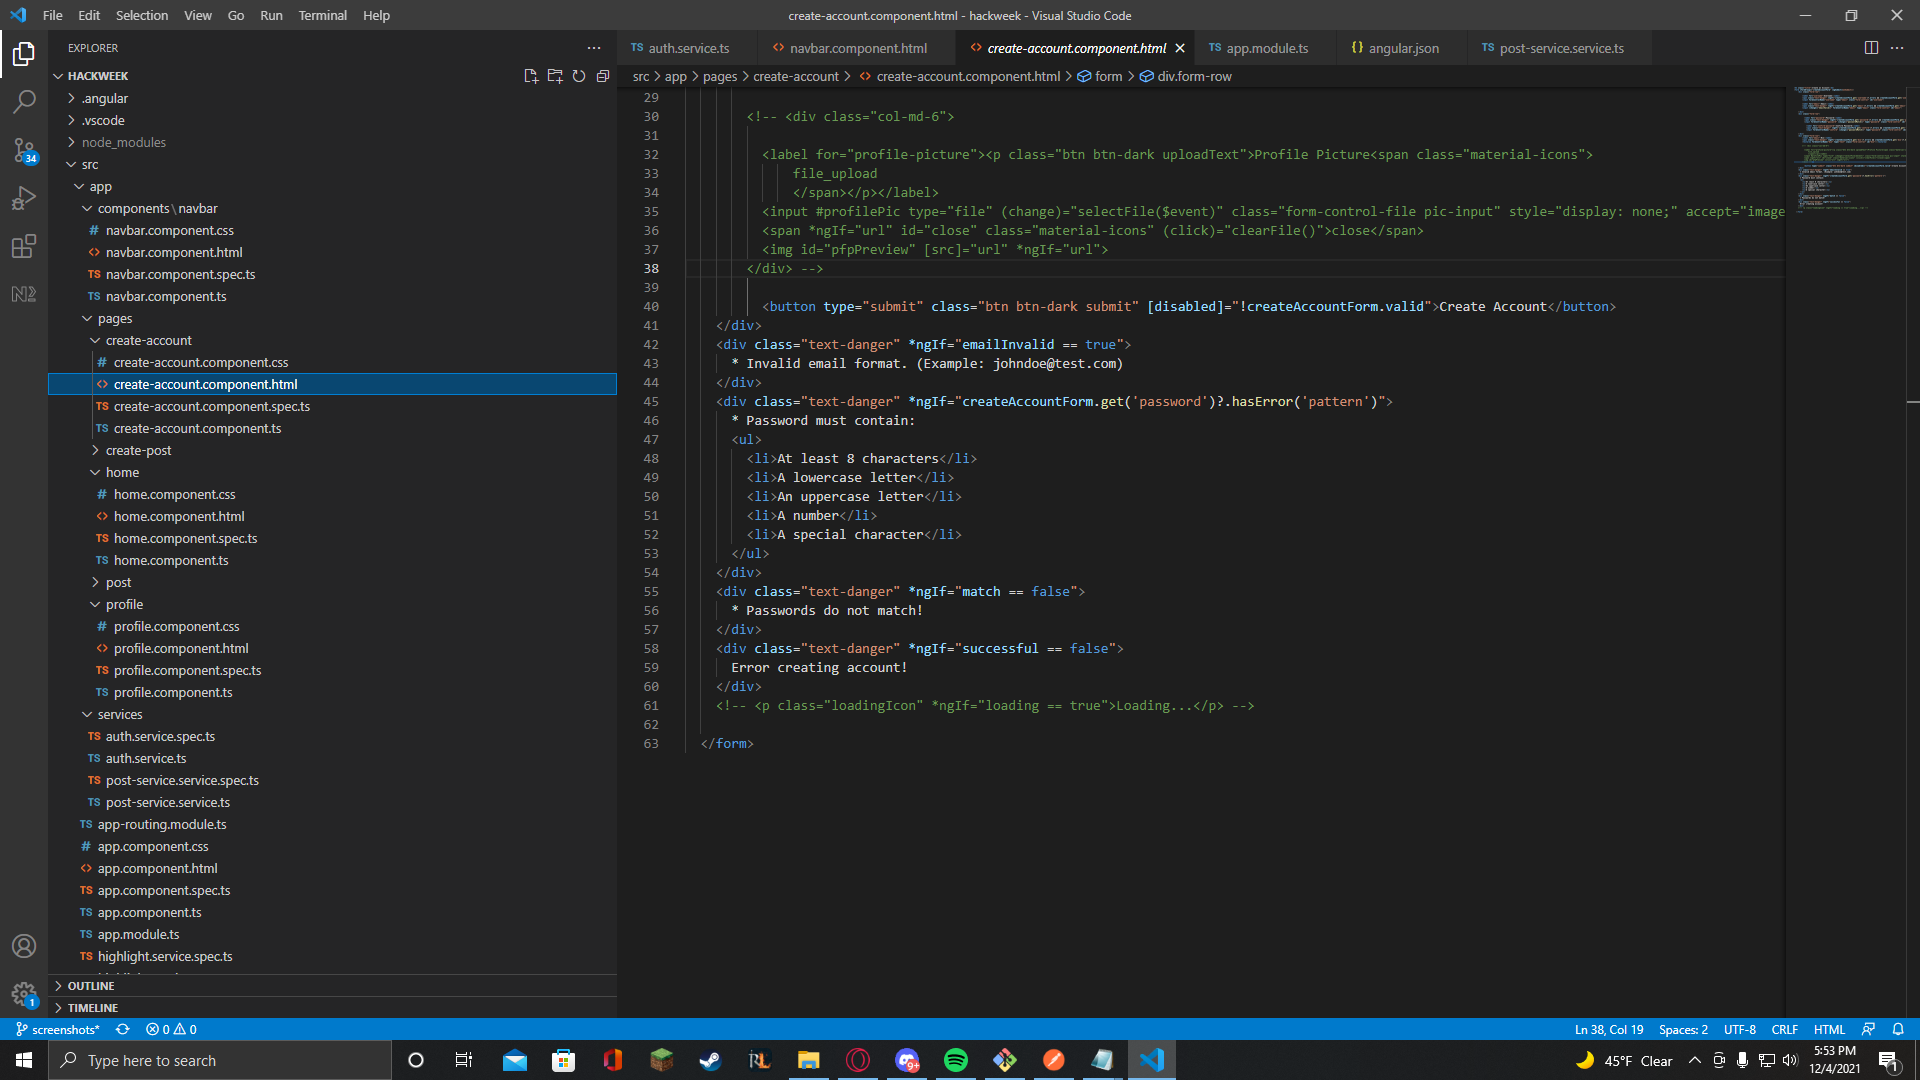 File Edit Selection View Go Run Terminal Help
create-account.component.html - hackweek - Visual Studio Code
EXPLORER
HACKWEEK
.angular
.vscode
node_modules
src
app
components\navbar
# navbar.component.css
<> navbar.component.html
TS navbar.component.spec.ts
TS navbar.component.ts
pages
create-account
# create-account.component.css
<> create-account.component.html
TS create-account.component.spec.ts
TS create-account.component.ts
create-post
home
# home.component.css
<> home.component.html
TS home.component.spec.ts
TS home.component.ts
post
profile
# profile.component.css
<> profile.component.html
TS profile.component.spec.ts
TS profile.component.ts
services
TS auth.service.spec.ts
TS auth.service.ts
TS post-service.service.spec.ts
TS post-service.service.ts
TS app-routing.module.ts
# app.component.css
<> app.component.html
TS app.component.spec.ts
TS app.component.ts
TS app.module.ts
TS highlight.service.spec.ts
OUTLINE
TIMELINE
34
1
TS auth.service.ts <> navbar.component.html <> create-account.component.html TS app.module.ts {} angular.json TS post-service.service.ts
src > app > pages > create-account > <> create-account.component.html > form > div.form-row
29
30 <!-- <div class="col-md-6">
31
32 <label for="profile-picture"><p class="btn btn-dark uploadText">Profile Picture<span class="material-icons">
33 file_upload
34 </span></p></label>
35 <input #profilePic type="file" (change)="selectFile($event)" class="form-control-file pic-input" style="display: none;" accept="image
36 <span *ngIf="url" id="close" class="material-icons" (click)="clearFile()">close</span>
37 <img id="pfpPreview" [src]="url" *ngIf="url">
38 </div> -->
39
40 <button type="submit" class="btn btn-dark submit" [disabled]="!createAccountForm.valid">Create Account</button>
41 </div>
42 <div class="text-danger" *ngIf="emailInvalid == true">
43 * Invalid email format. (Example: johndoe@test.com)
44 </div>
45 <div class="text-danger" *ngIf="createAccountForm.get('password')?.hasError('pattern')">
46 * Password must contain:
47 <ul>
48 <li>At least 8 characters</li>
49 <li>A lowercase letter</li>
50 <li>An uppercase letter</li>
51 <li>A number</li>
52 <li>A special character</li>
53 </ul>
54 </div>
55 <div class="text-danger" *ngIf="match == false">
56 * Passwords do not match!
57 </div>
58 <div class="text-danger" *ngIf="successful == false">
59 Error creating account!
60 </div>
61 <!-- <p class="loadingIcon" *ngIf="loading == true">Loading...</p> -->
62
63 </form>
screenshots* 0 0
Ln 38, Col 19 Spaces: 2 UTF-8 CRLF HTML
Type here to search
RL
9+
45°F Clear
5:53 PM
12/4/2021
1